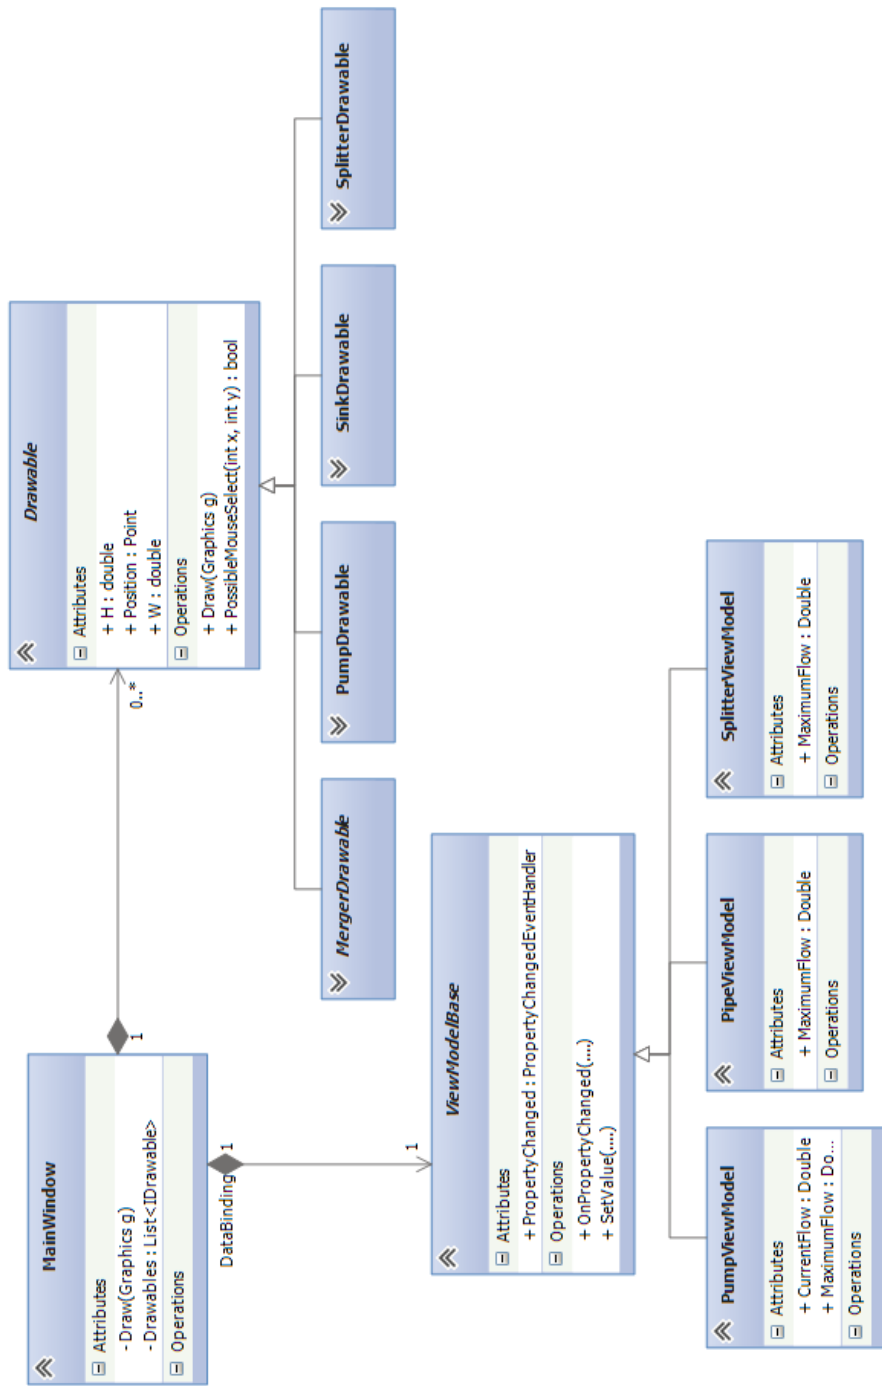 MainWindow
Attributes
- Draw(Graphics g)
- Drawables : List<IDrawable>
Operations
1
0..*
Drawable
Attributes
+ H : double
+ Position : Point
+ W : double
Operations
+ Draw(Graphics g)
+ PossibleMouseSelect(int x, int y) : bool
DataBinding
1
1
MergerDrawable
PumpDrawable
SinkDrawable
SplitterDrawable
ViewModelBase
Attributes
+ PropertyChanged : PropertyChangedEventHandler
Operations
+ OnPropertyChanged(....)
+ SetValue(....)
PumpViewModel
Attributes
+ CurrentFlow : Double
+ MaximumFlow : Do...
Operations
PipeViewModel
Attributes
+ MaximumFlow : Double
Operations
SplitterViewModel
Attributes
+ MaximumFlow : Double
Operations